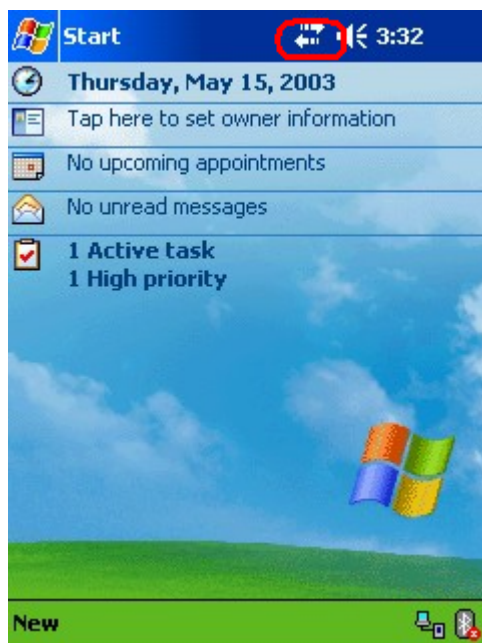 Start 3:32
Thursday, May 15, 2003
Tap here to set owner information
No upcoming appointments
No unread messages
1 Active task
1 High priority
New